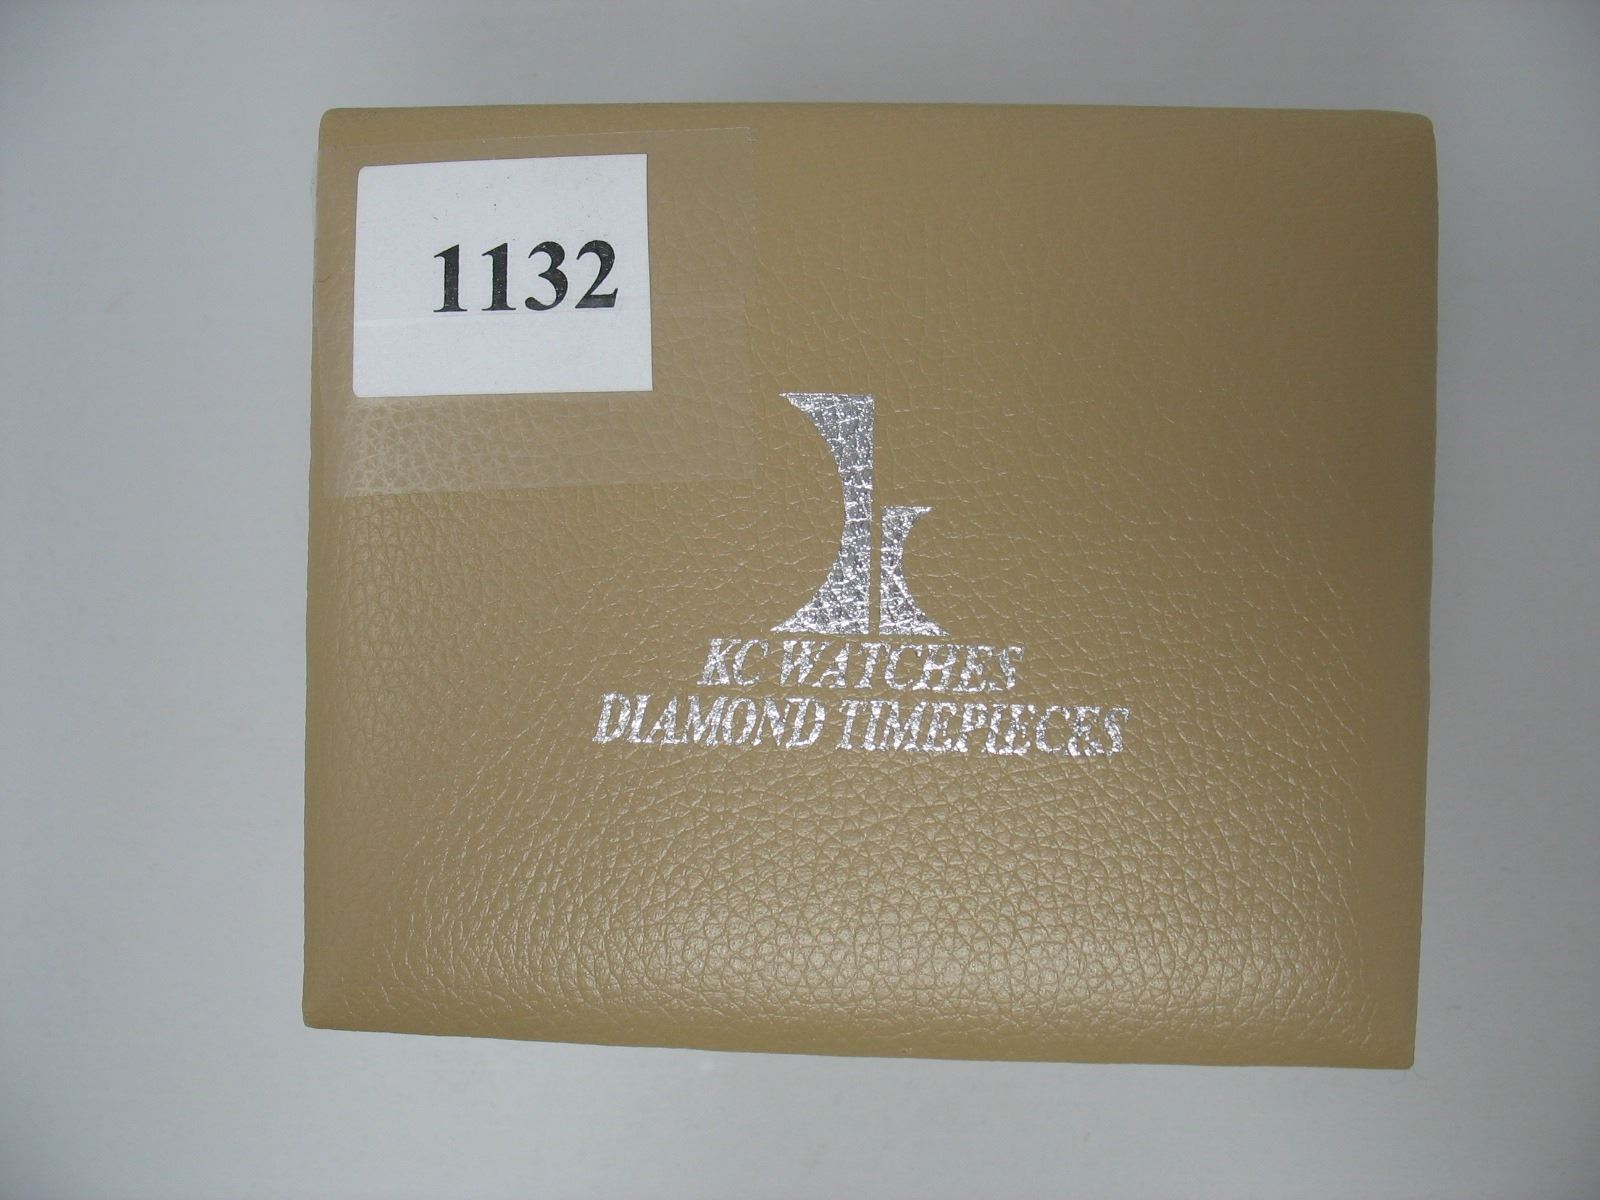 1132
KC WATCHES
DIAMOND TIMEPIECES